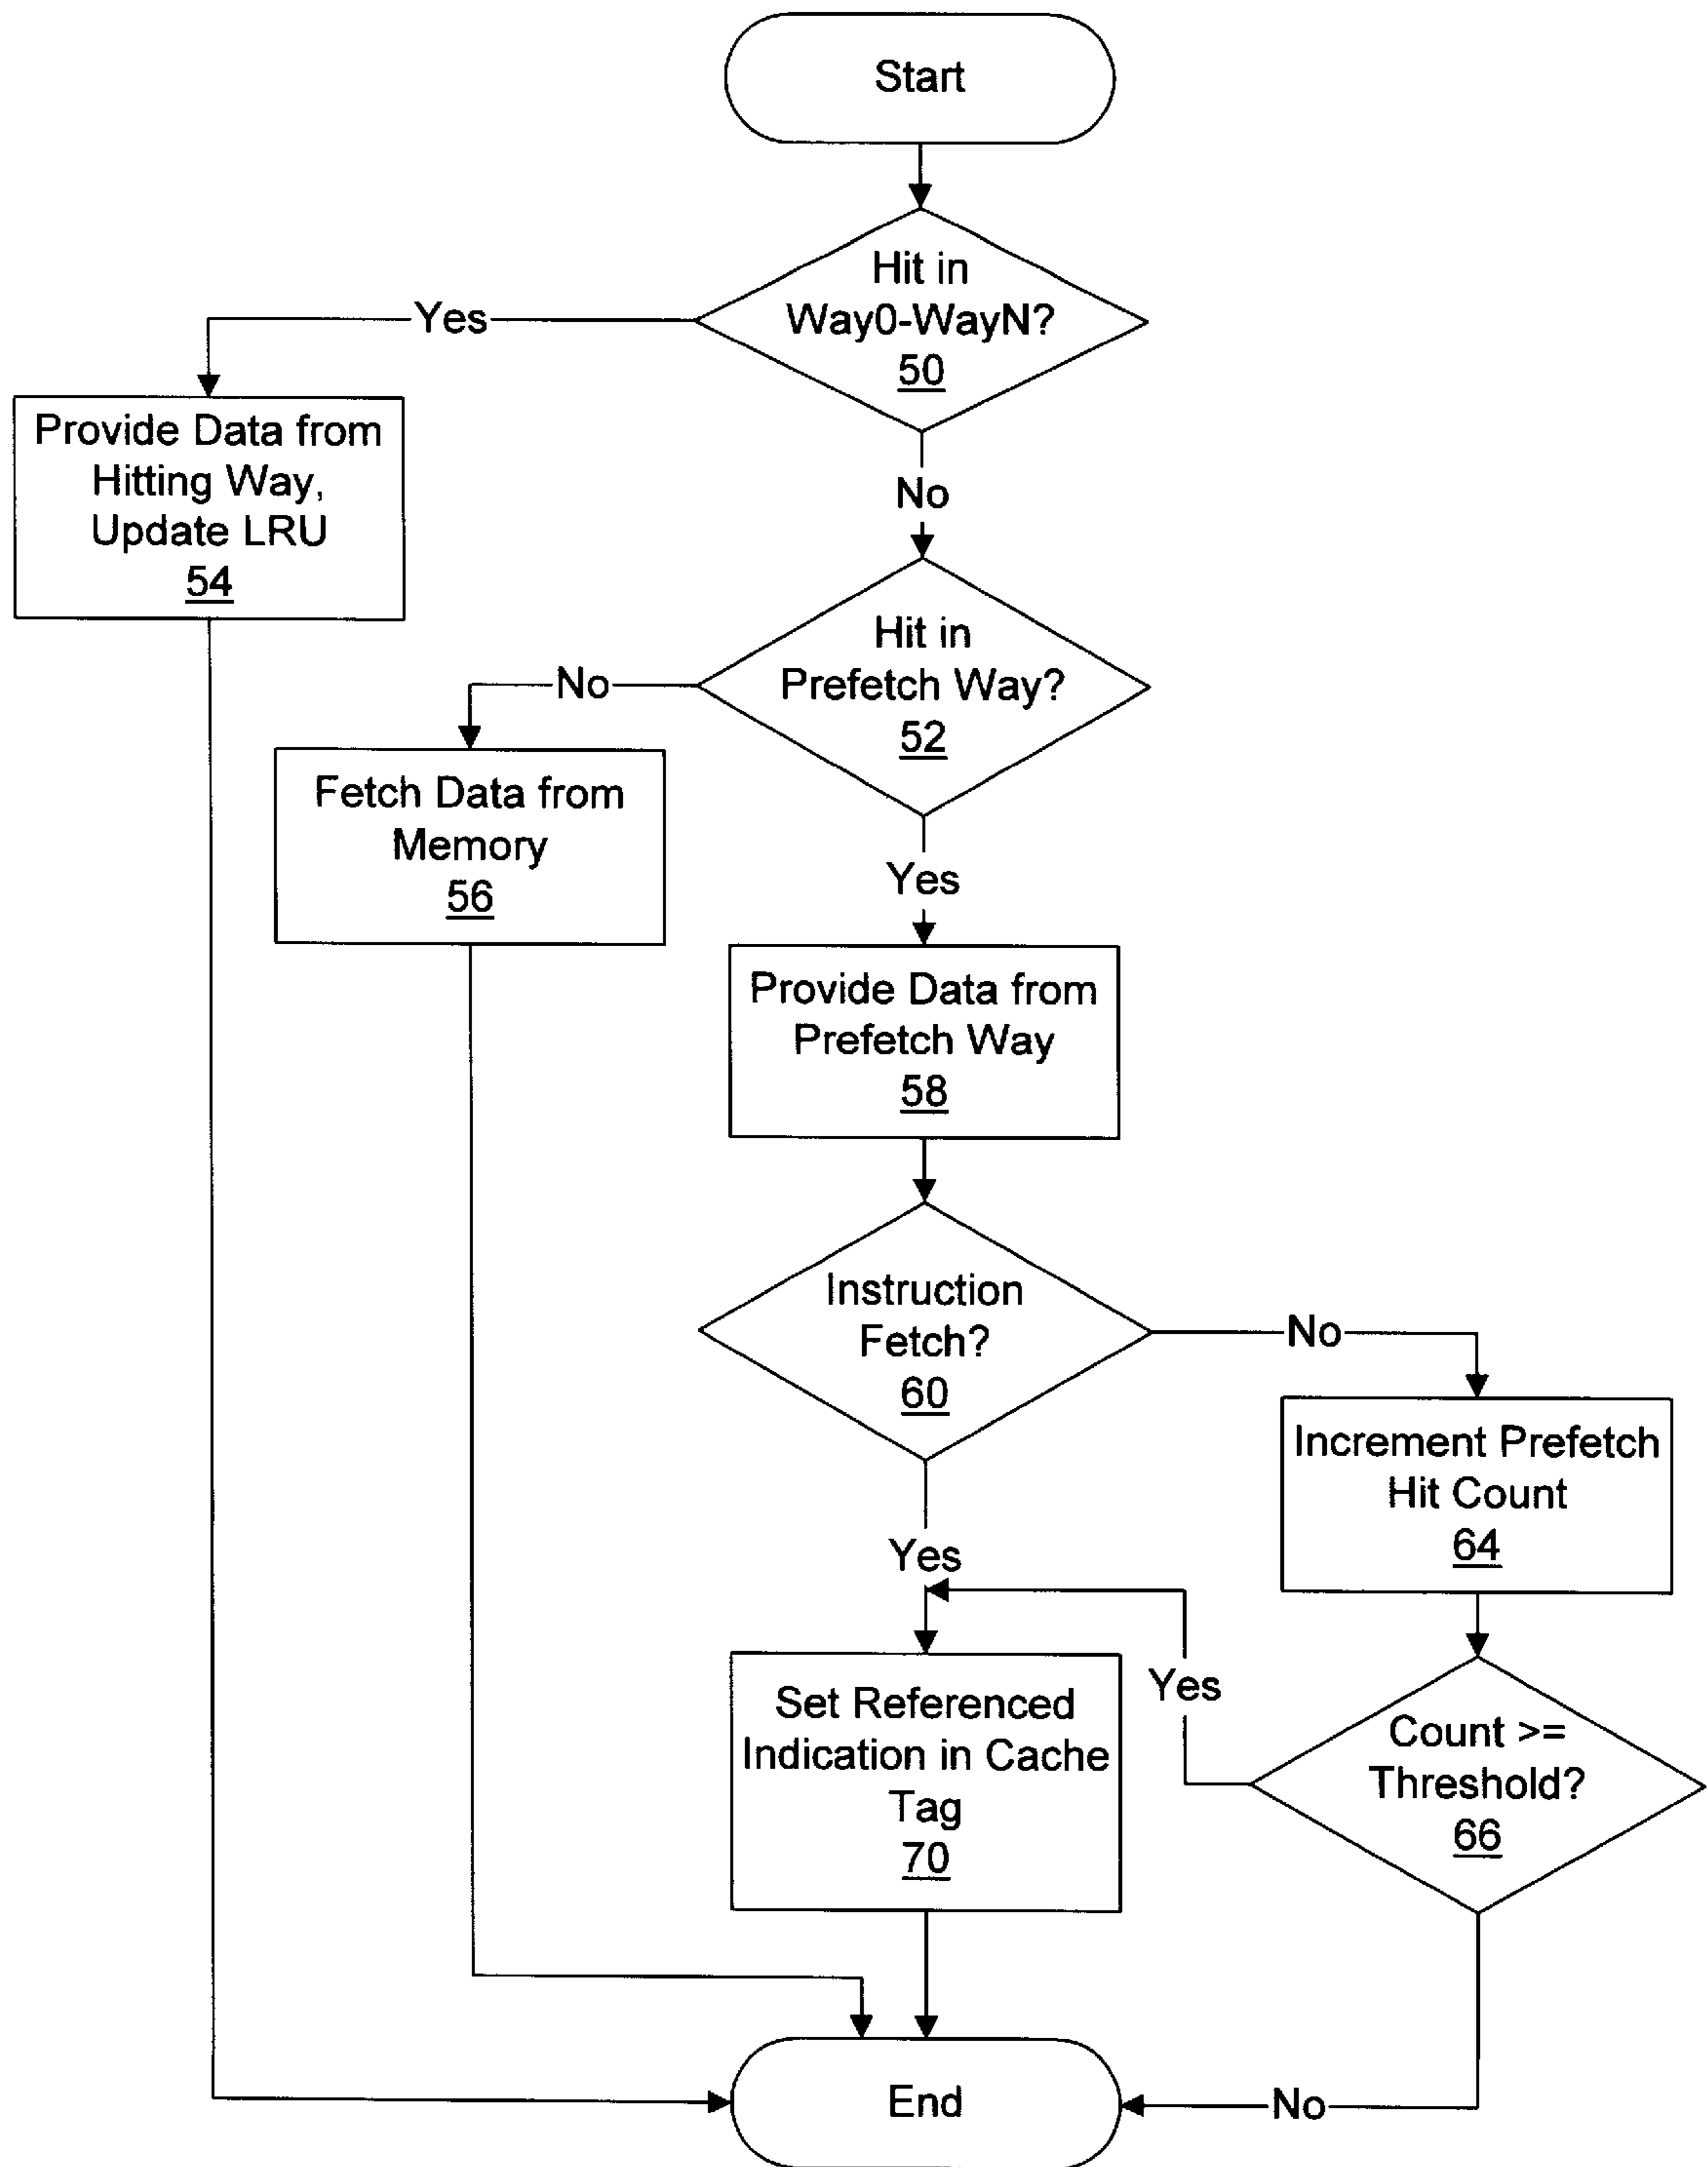 Start
Hit in
Way0-WayN?
50
Yes
No
Provide Data from
Hitting Way,
Update LRU
54
Hit in
Prefetch Way?
52
No
Yes
Fetch Data from
Memory
56
Provide Data from
Prefetch Way
58
Instruction
Fetch?
60
No
Yes
Increment Prefetch
Hit Count
64
Set Referenced
Indication in Cache
Tag
70
Yes
Count >=
Threshold?
66
No
End